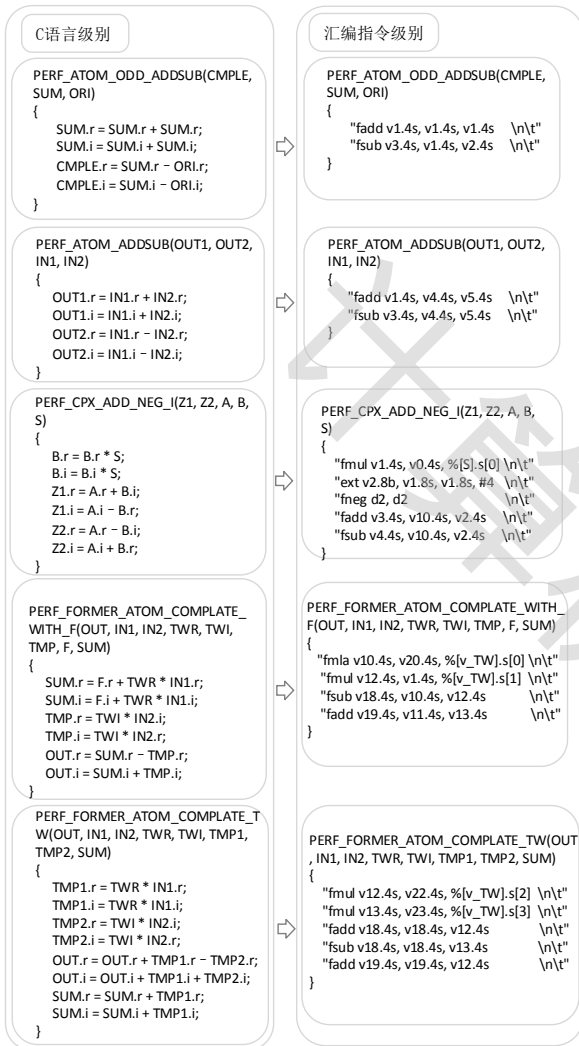 C语言级别
PERF_ATOM_ODD_ADDSUB(CMPLE,
SUM, ORI)
{
SUM.r = SUM.r + SUM.r;
SUM.i = SUM.i + SUM.i;
CMPLE.r = SUM.r − ORI.r;
CMPLE.i = SUM.i − ORI.i;
}
PERF_ATOM_ADDSUB(OUT1, OUT2,
IN1, IN2)
{
OUT1.r = IN1.r + IN2.r;
OUT1.i = IN1.i + IN2.i;
OUT2.r = IN1.r − IN2.r;
OUT2.i = IN1.i − IN2.i;
}
PERF_CPX_ADD_NEG_I(Z1, Z2, A, B,
S)
{
B.r = B.r * S;
B.i = B.i * S;
Z1.r = A.r + B.i;
Z1.i = A.i − B.r;
Z2.r = A.r − B.i;
Z2.i = A.i + B.r;
}
PERF_FORMER_ATOM_COMPLATE_
WITH_F(OUT, IN1, IN2, TWR, TWI,
TMP, F, SUM)
{
SUM.r = F.r + TWR * IN1.r;
SUM.i = F.i + TWR * IN1.i;
TMP.r = TWI * IN2.i;
TMP.i = TWI * IN2.r;
OUT.r = SUM.r − TMP.r;
OUT.i = SUM.i + TMP.i;
}
PERF_FORMER_ATOM_COMPLATE_T
W(OUT, IN1, IN2, TWR, TWI, TMP1,
TMP2, SUM)
{
TMP1.r = TWR * IN1.r;
TMP1.i = TWR * IN1.i;
TMP2.r = TWI * IN2.i;
TMP2.i = TWI * IN2.r;
OUT.r = OUT.r + TMP1.r − TMP2.r;
OUT.i = OUT.i + TMP1.i + TMP2.i;
SUM.r = SUM.r + TMP1.r;
SUM.i = SUM.i + TMP1.i;
}
汇编指令级别
PERF_ATOM_ODD_ADDSUB(CMPLE,
SUM, ORI)
{
"fadd v1.4s, v1.4s, v1.4s \n\t"
"fsub v3.4s, v1.4s, v2.4s \n\t"
}
PERF_ATOM_ADDSUB(OUT1, OUT2,
IN1, IN2)
{
"fadd v1.4s, v4.4s, v5.4s \n\t"
"fsub v3.4s, v4.4s, v5.4s \n\t"
}
PERF_CPX_ADD_NEG_I(Z1, Z2, A, B,
S)
{
"fmul v1.4s, v0.4s, %[S].s[0] \n\t"
"ext v2.8b, v1.8s, v1.8s, #4 \n\t"
"fneg d2, d2 \n\t"
"fadd v3.4s, v10.4s, v2.4s \n\t"
"fsub v4.4s, v10.4s, v2.4s \n\t"
}
PERF_FORMER_ATOM_COMPLATE_WITH_
F(OUT, IN1, IN2, TWR, TWI, TMP, F, SUM)
{
"fmla v10.4s, v20.4s, %[v_TW].s[0] \n\t"
"fmul v12.4s, v1.4s, %[v_TW].s[1] \n\t"
"fsub v18.4s, v10.4s, v12.4s \n\t"
"fadd v19.4s, v11.4s, v13.4s \n\t"
}
PERF_FORMER_ATOM_COMPLATE_TW(OUT
, IN1, IN2, TWR, TWI, TMP1, TMP2, SUM)
{
"fmul v12.4s, v22.4s, %[v_TW].s[2] \n\t"
"fmul v13.4s, v23.4s, %[v_TW].s[3] \n\t"
"fadd v18.4s, v18.4s, v12.4s \n\t"
"fsub v18.4s, v18.4s, v13.4s \n\t"
"fadd v19.4s, v19.4s, v12.4s \n\t"
}